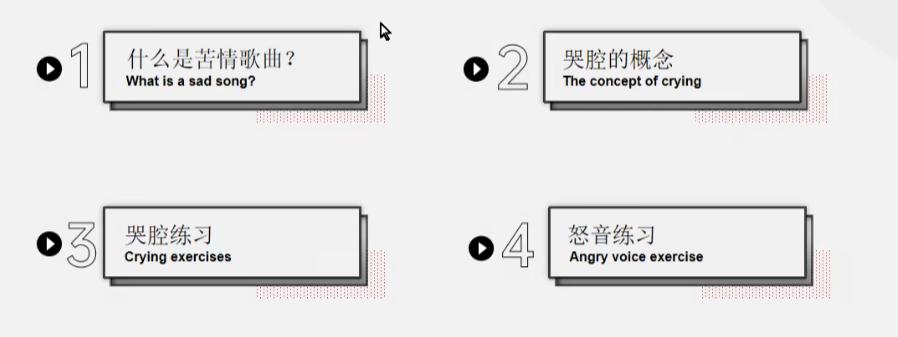 1
什么是苦情歌曲？
What is a sad song?
2
哭腔的概念
The concept of crying
3
哭腔练习
Crying exercises
4
怒音练习
Angry voice exercise